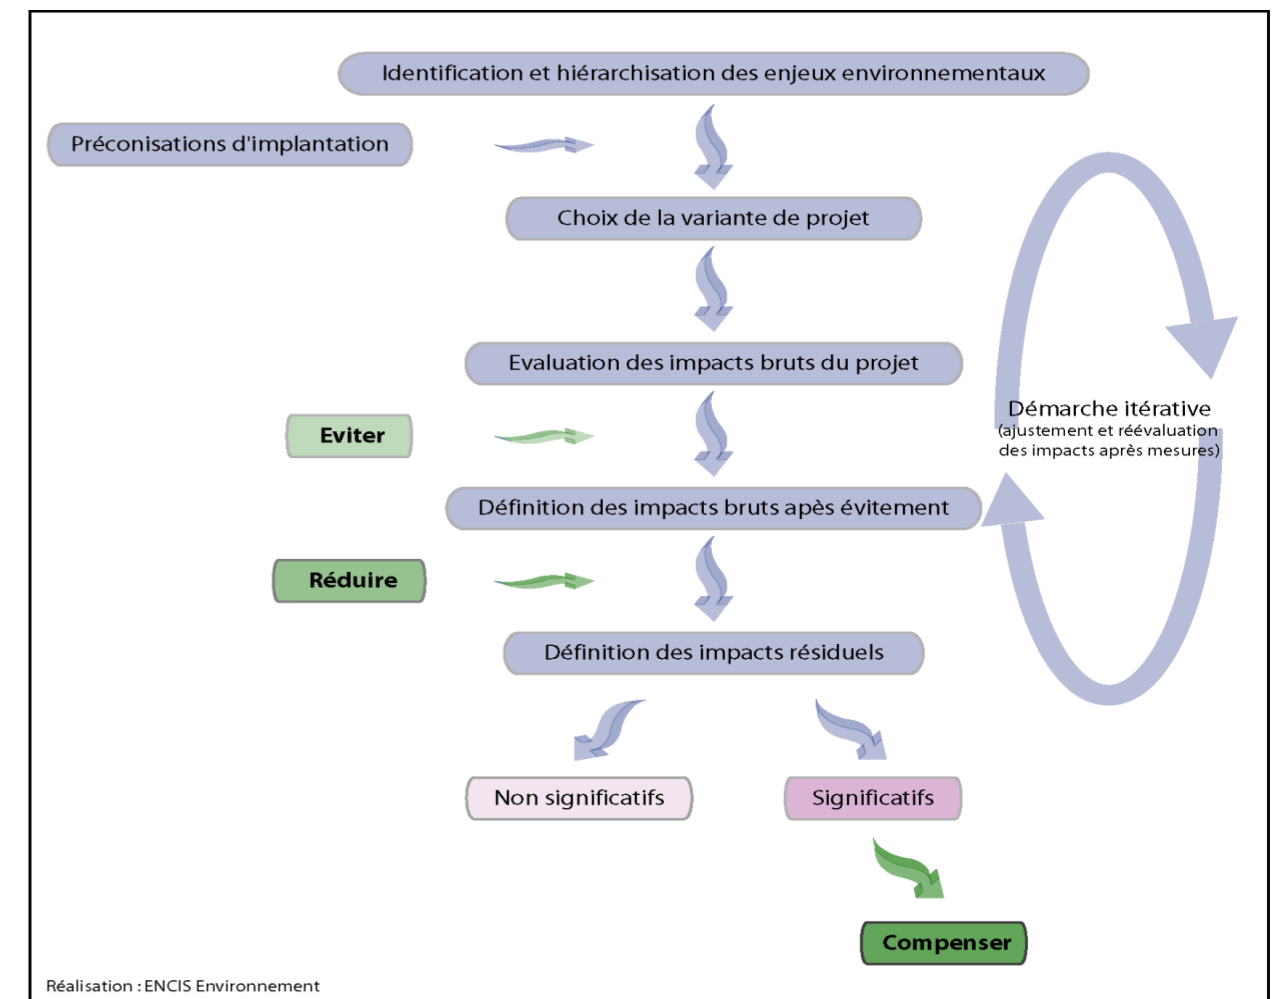 Identification et hiérarchisation des enjeux environnementaux
Préconisations d'implantation
Choix de la variante de projet
Evaluation des impacts bruts du projet
Démarche itérative
(ajustement et réévaluation
des impacts après mesures)
Eviter
Définition des impacts bruts apès évitement
Réduire
Définition des impacts résiduels
Non significatifs
Significatifs
Compenser
Réalisation : ENCIS Environnement